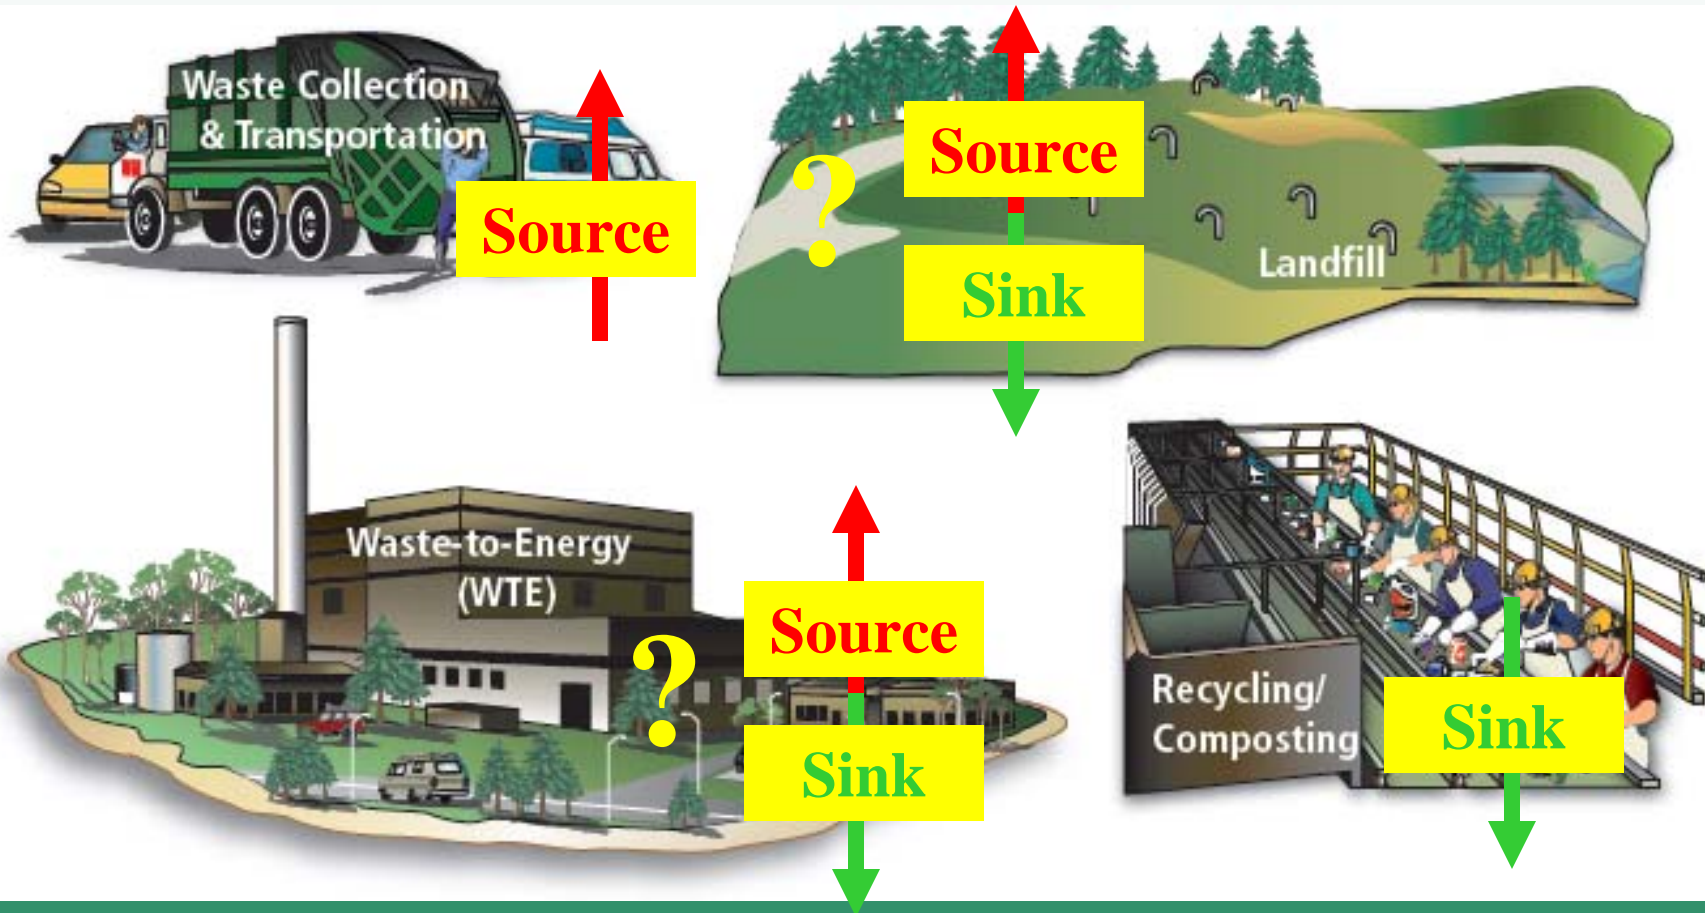 Waste Collection
& Transportation
Source
?
Source
Sink
Landfill
Waste-to-Energy
(WTE)
?
Source
Sink
Recycling/
Composting
Sink